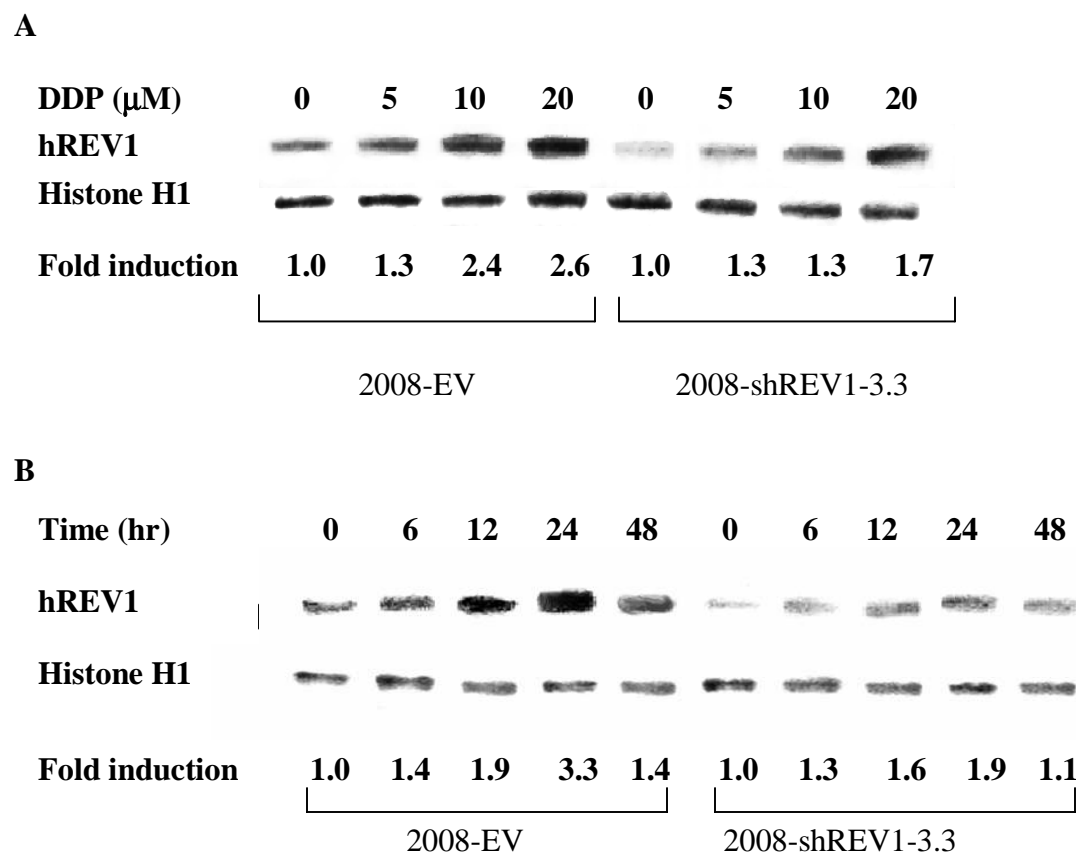 A
DDP (μM) 0 5 10 20 0 5 10 20
hREV1
Histone H1
Fold induction 1.0 1.3 2.4 2.6 1.0 1.3 1.3 1.7
2008-EV 2008-shREV1-3.3
B
Time (hr) 0 6 12 24 48 0 6 12 24 48
hREV1
Histone H1
Fold induction 1.0 1.4 1.9 3.3 1.4 1.0 1.3 1.6 1.9 1.1
2008-EV 2008-shREV1-3.3